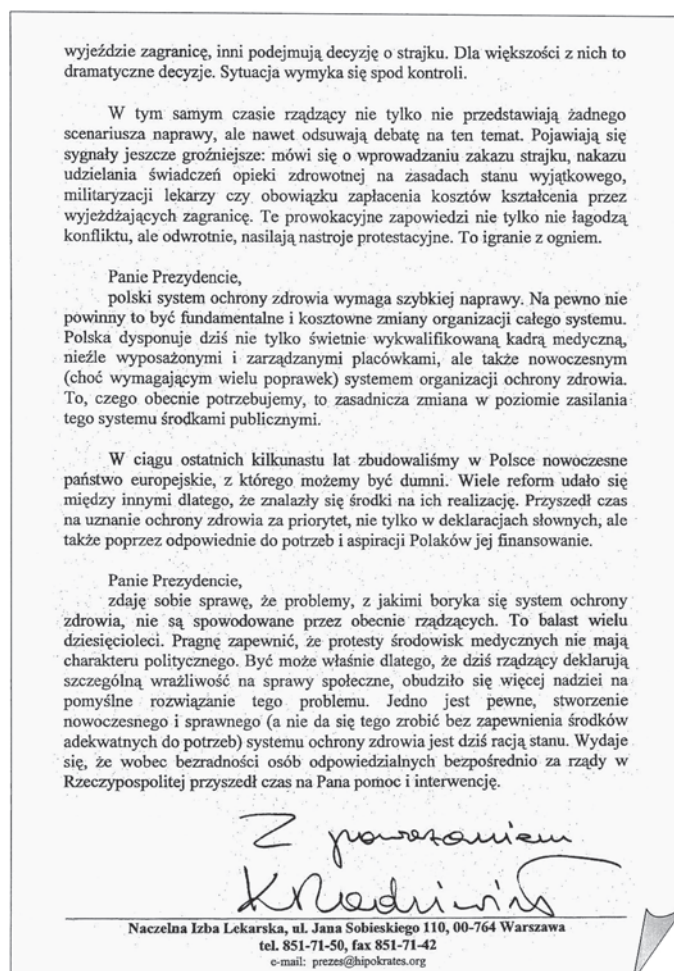 wyjeździe zagranicę, inni podejmują decyzję o strajku. Dla większości z nich to
dramatyczne decyzje. Sytuacja wymyka się spod kontroli.
W tym samym czasie rządzący nie tylko nie przedstawiają żadnego
scenariusza naprawy, ale nawet odsuwają debatę na ten temat. Pojawiają się
sygnały jeszcze groźniejsze: mówi się o wprowadzaniu zakazu strajku, nakazu
udzielania świadczeń opieki zdrowotnej na zasadach stanu wyjątkowego,
militaryzacji lekarzy czy obowiązku zapłacenia kosztów kształcenia przez
wyjeżdżających zagranicę. Te prowokacyjne zapowiedzi nie tylko nie łagodzą
konfliktu, ale odwrotnie, nasilają nastroje protestacyjne. To igranie z ogniem.
Panie Prezydencie,
polski system ochrony zdrowia wymaga szybkiej naprawy. Na pewno nie
powinny to być fundamentalne i kosztowne zmiany organizacji całego systemu.
Polska dysponuje dziś nie tylko świetnie wykwalifikowaną kadrą medyczną,
nieźle wyposażonymi i zarządzanymi placówkami, ale także nowoczesnym
(choć wymagającym wielu poprawek) systemem organizacji ochrony zdrowia.
To, czego obecnie potrzebujemy, to zasadnicza zmiana w poziomie zasilania
tego systemu środkami publicznymi.
W ciągu ostatnich kilkunastu lat zbudowaliśmy w Polsce nowoczesne
państwo europejskie, z którego możemy być dumni. Wiele reform udało się
między innymi dlatego, że znalazły się środki na ich realizację. Przyszedł czas
na uznanie ochrony zdrowia za priorytet, nie tylko w deklaracjach słownych, ale
także poprzez odpowiednie do potrzeb i aspiracji Polaków jej finansowanie.
Panie Prezydencie,
zdaję sobie sprawę, że problemy, z jakimi boryka się system ochrony
zdrowia, nie są spowodowane przez obecnie rządzących. To balast wielu
dziesięcioleci. Pragnę zapewnić, że protesty środowisk medycznych nie mają
charakteru politycznego. Być może właśnie dlatego, że dziś rządzący deklarują
szczególną wrażliwość na sprawy społeczne, obudziło się więcej nadziei na
pomyślne rozwiązanie tego problemu. Jedno jest pewne, stworzenie
nowoczesnego i sprawnego (a nie da się tego zrobić bez zapewnienia środków
adekwatnych do potrzeb) systemu ochrony zdrowia jest dziś racją stanu. Wydaje
się, że wobec bezradności osób odpowiedzialnych bezpośrednio za rządy w
Rzeczypospolitej przyszedł czas na Pana pomoc i interwencję.
Z poważaniem
K Radziwiłł
Naczelna Izba Lekarska, ul. Jana Sobieskiego 110, 00-764 Warszawa
tel. 851-71-50, fax 851-71-42
e-mail: prezes@hipokrates.org